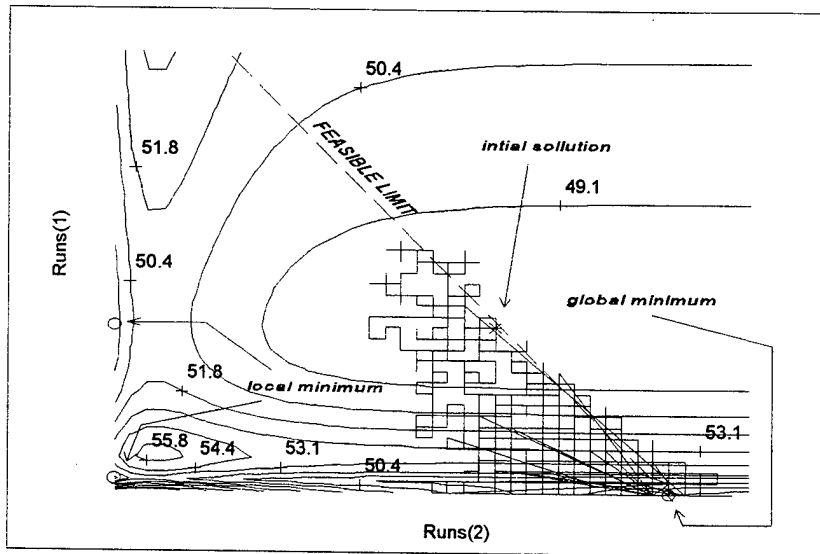 50.4
51.8
FEASIBLE LIMIT
intial sollution
49.1
Runs(1)
50.4
global minimum
51.8
local minimum
55.8
54.4
53.1
50.4
53.1
Runs(2)